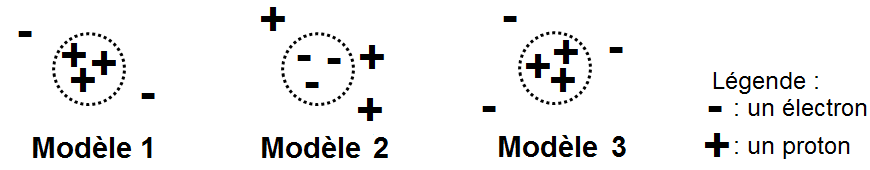 Légende :
- : un électron
+ : un proton
Modèle 1
Modèle 2
Modèle 3